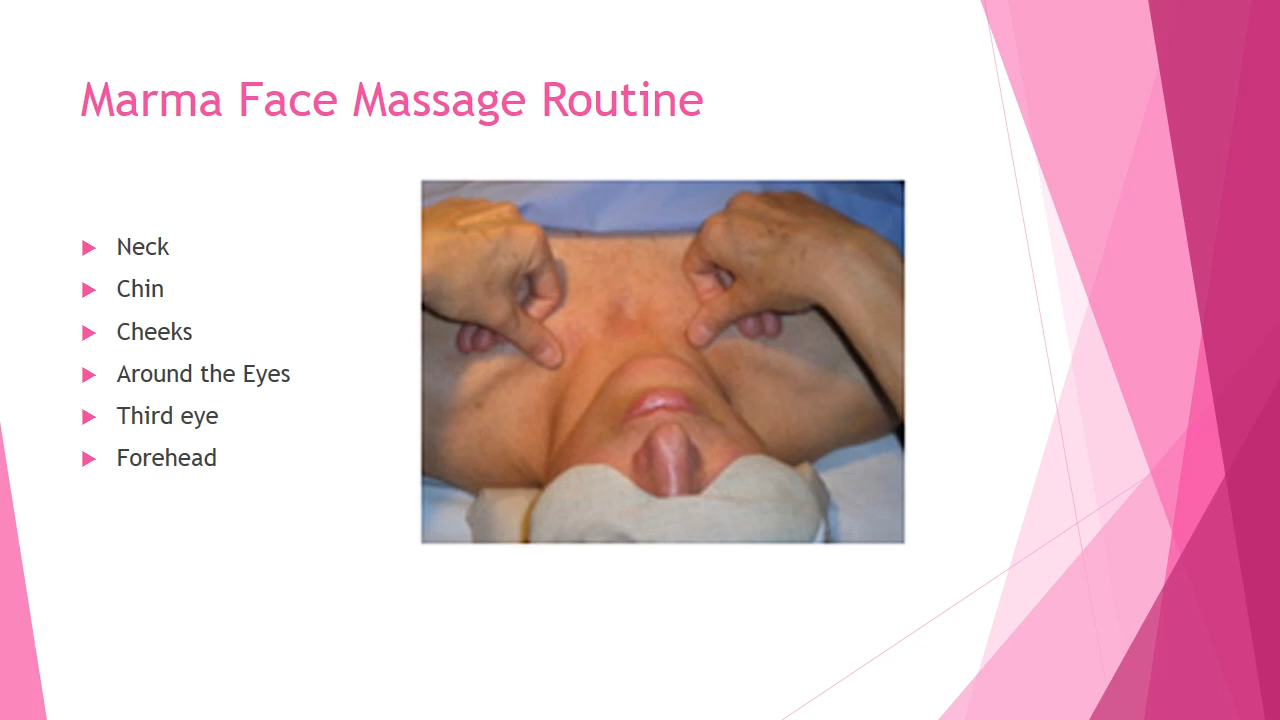 Marma Face Massage Routine
Neck
Chin
Cheeks
Around the Eyes
Third eye
Forehead